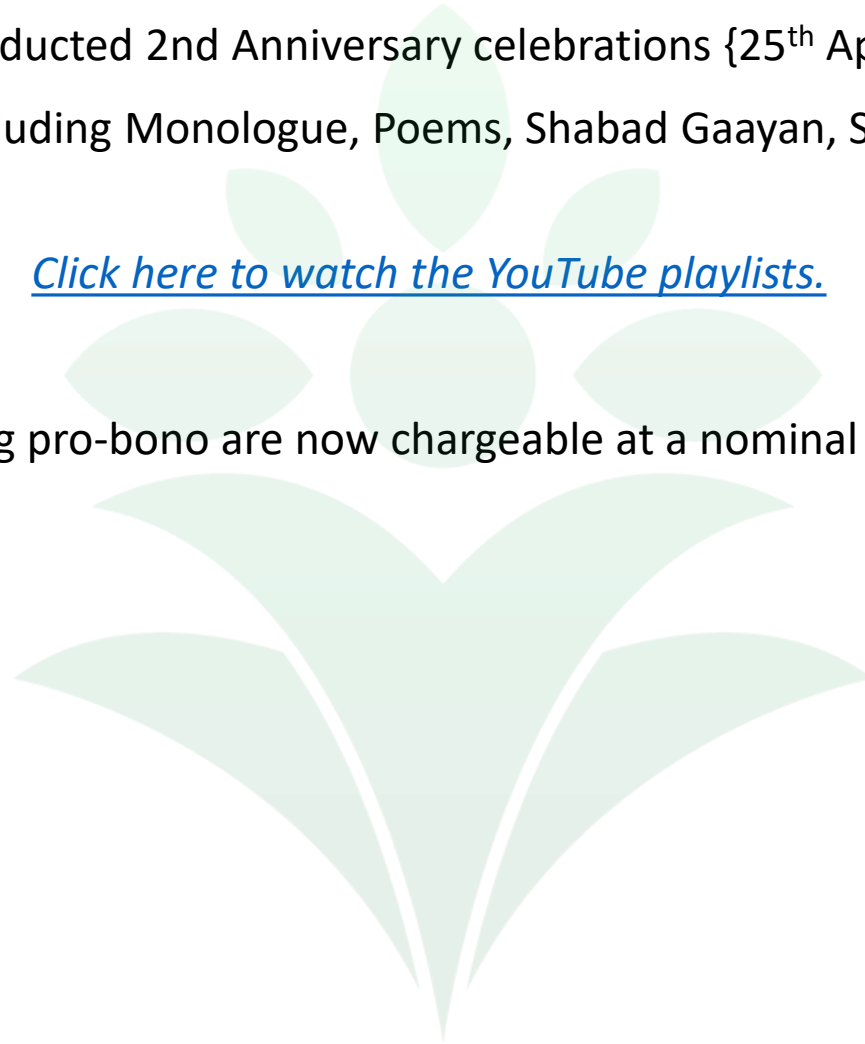 ducted 2nd Anniversary celebrations {25th Ap
uding Monologue, Poems, Shabad Gaayan, S
Click here to watch the YouTube playlists.
g pro-bono are now chargeable at a nominal